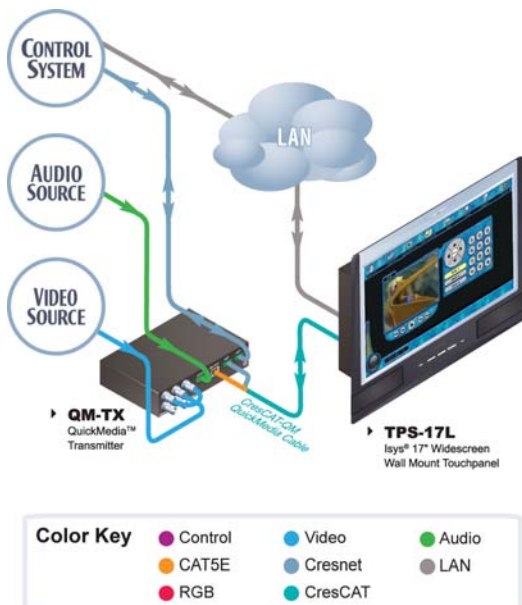 CONTROL
SYSTEM
LAN
AUDIO
SOURCE
VIDEO
SOURCE
QM-TX
QuickMedia™
Transmitter
CresCAT-QM
QuickMedia Cable
TPS-17L
Isys® 17" Widescreen
Wall Mount Touchpanel
Color Key
Control
Video
Audio
CAT5E
Cresnet
LAN
RGB
CresCAT